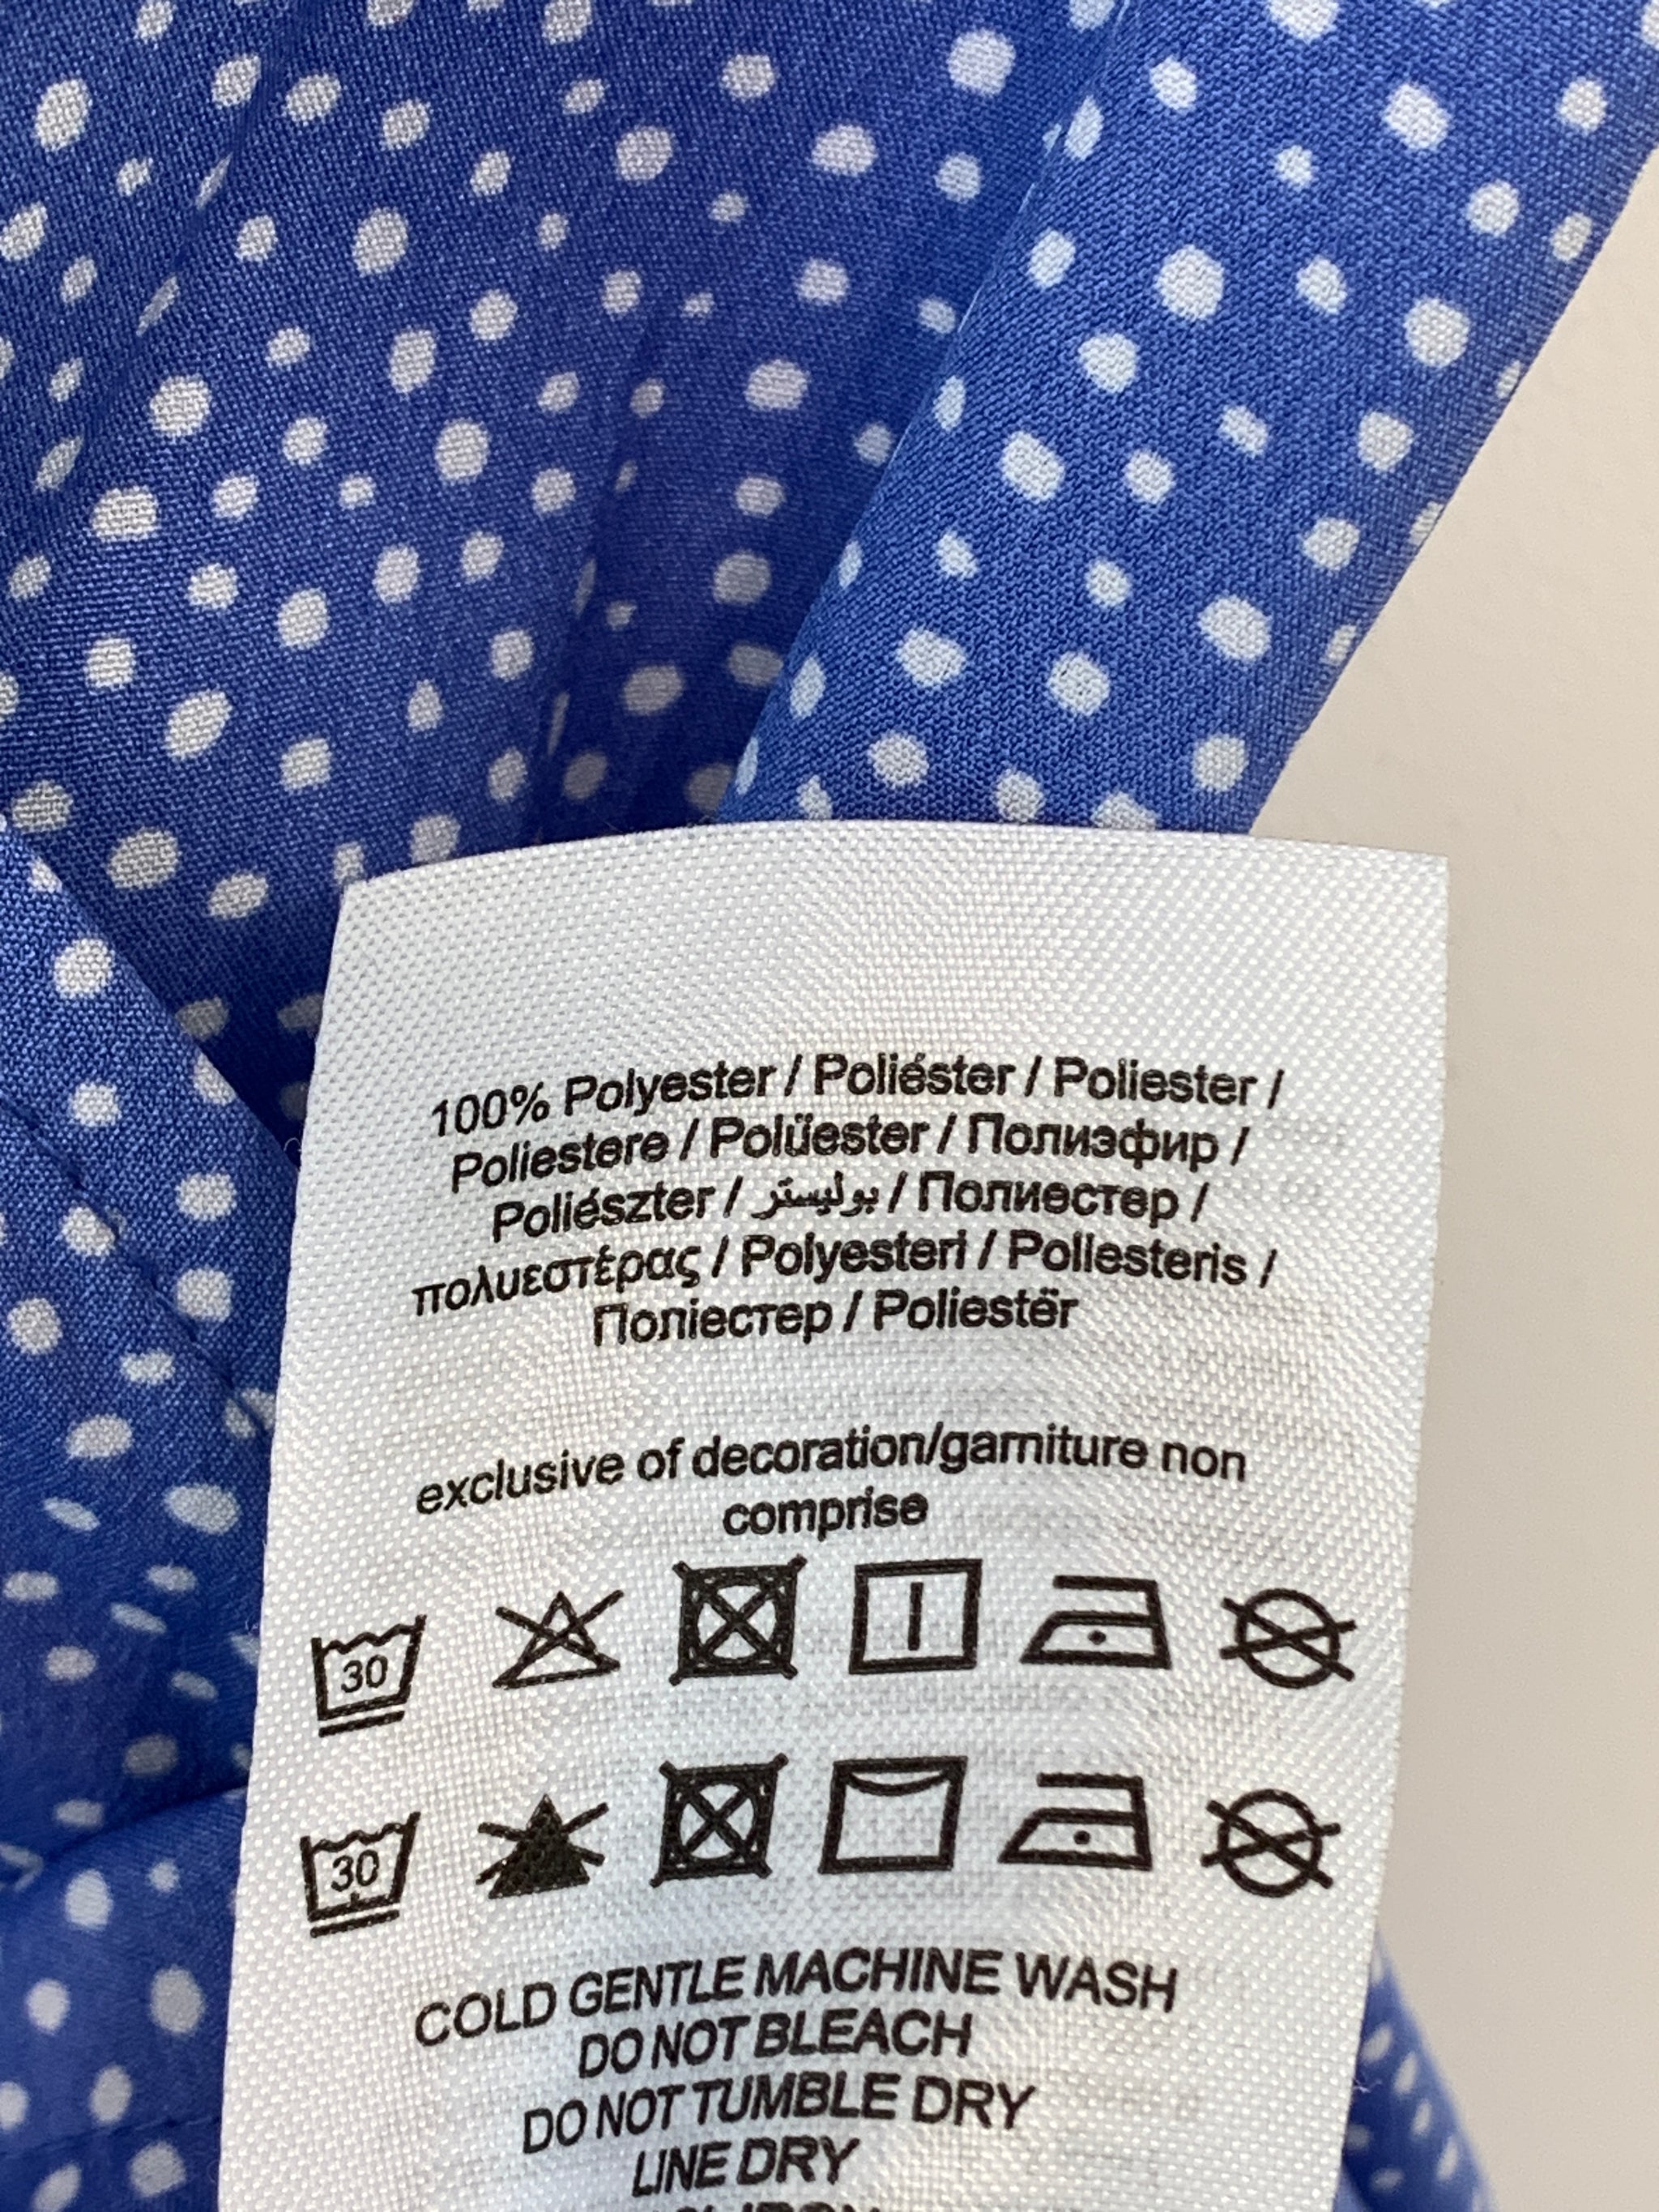 100% Polyester / Poliéster / Poliester /
Poliestere / Polüester / Полиэфир /
Poliészter / بوليستر / Полиестер /
πολυεστέρας / Polyesteri / Poliesteris /
Поліестер / Poliestër
exclusive of decoration/garniture non
comprise
30
30
COLD GENTLE MACHINE WASH
DO NOT BLEACH
DO NOT TUMBLE DRY
LINE DRY